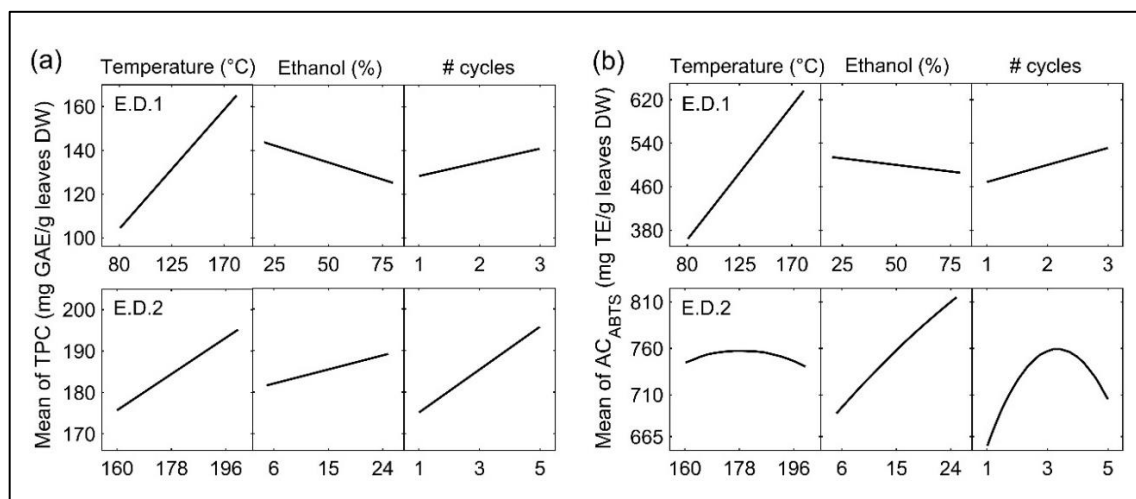 (a) Temperature (°C) Ethanol (%) # cycles
Mean of TPC (mg GAE/g leaves DW)
E.D.1
160
140
120
100
80 125 170 25 50 75 1 2 3
E.D.2
200
190
180
170
160 178 196 6 15 24 1 3 5
(b) Temperature (°C) Ethanol (%) # cycles
Mean of AC_ABTS (mg TE/g leaves DW)
E.D.1
620
540
460
380
80 125 170 25 50 75 1 2 3
E.D.2
810
760
710
665
160 178 196 6 15 24 1 3 5